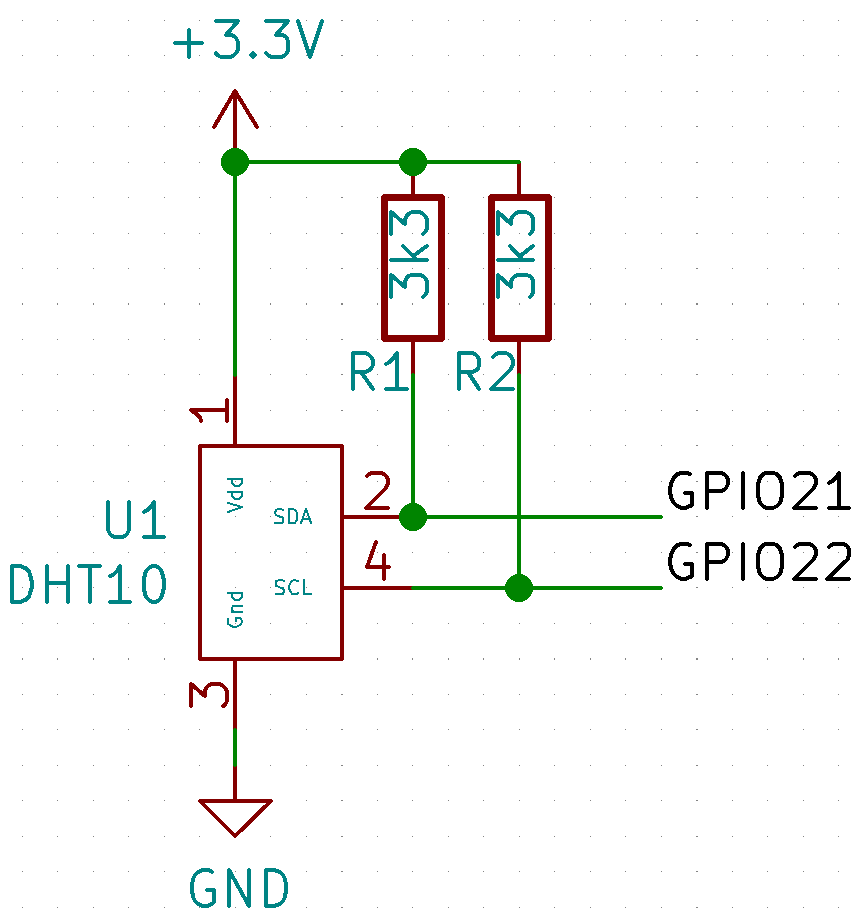 +3.3V
3k3
3k3
R1
R2
1
Vdd
SDA
2
GPIO21
U1
DHT10
SCL
4
GPIO22
Gnd
3
GND